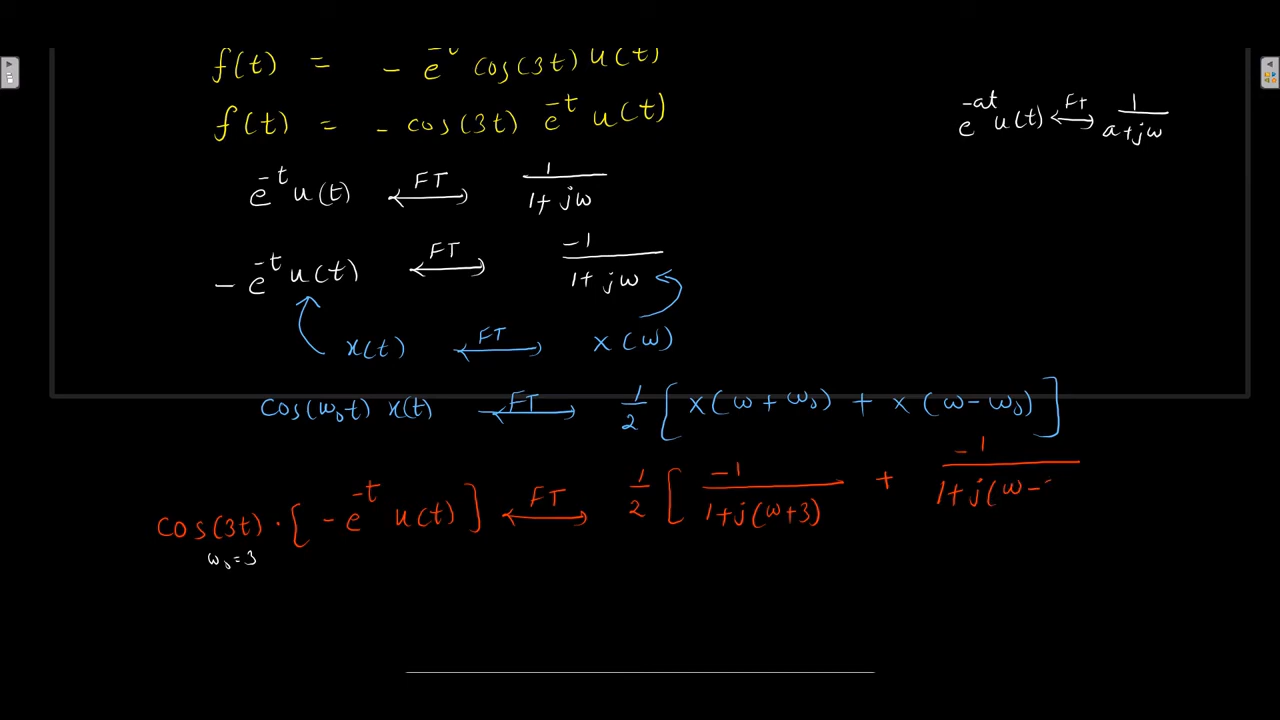 f(t) = - e^{-t} cos(3t) u(t)
f(t) = - cos(3t) e^{-t} u(t)
e^{-at} u(t) <-FT-> 1/(a+jω)
e^{-t} u(t) <-FT-> 1/(1+jω)
- e^{-t} u(t) <-FT-> -1/(1+jω)
x(t) <-FT-> X(ω)
cos(ω₀t) x(t) <-FT-> 1/2 [ X(ω+ω₀) + X(ω-ω₀) ]
cos(3t) · [ - e^{-t} u(t) ] <-FT-> 1/2 [ -1/(1+j(ω+3)) + -1/(1+j(ω-
ω₀=3